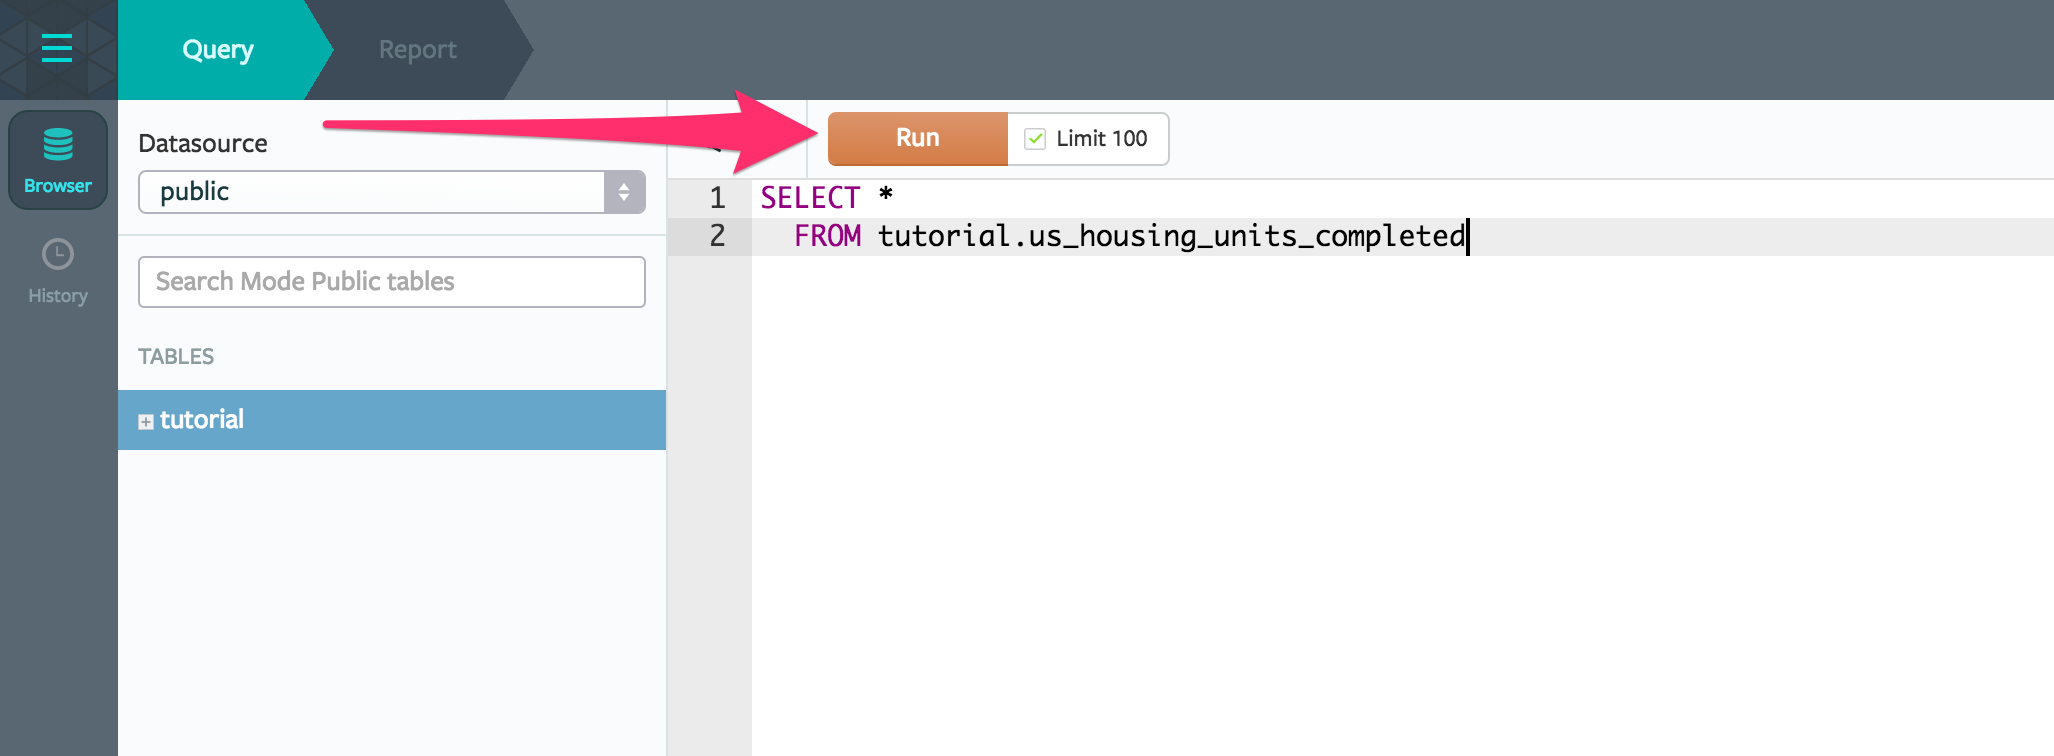 Query
Report
Browser
History
Datasource
public
Search Mode Public tables
TABLES
tutorial
Run
Limit 100
1 SELECT *
2 FROM tutorial.us_housing_units_completed